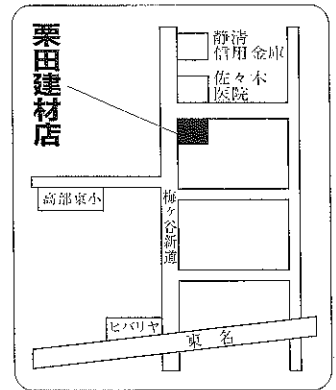 栗田建材店
静清
信用金庫
佐々木
医院
高部東小
梅ヶ谷新道
ヒバリヤ
東名